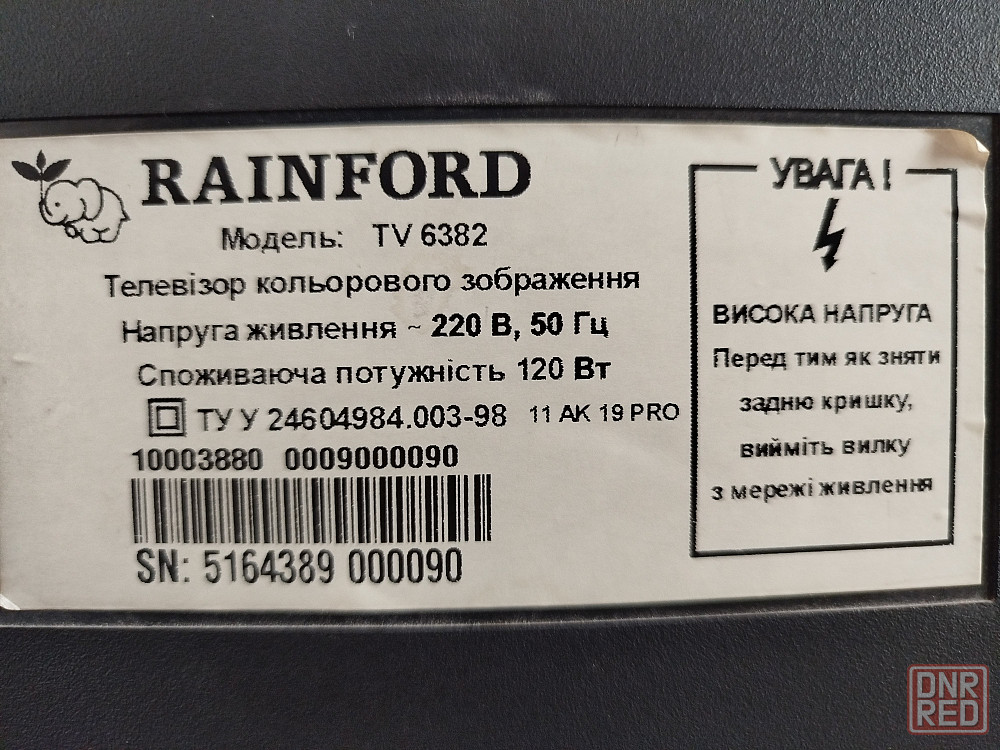 RAINFORD
Модель: TV 6382
Телевізор кольорового зображення
Напруга живлення ~ 220 В, 50 Гц
Споживаюча потужність 120 Вт
ТУ У 24604984.003-98 11 AK 19 PRO
10003880 0009000090
SN: 5164389 000090
УВАГА !
ВИСОКА НАПРУГА
Перед тим як зняти
задню кришку,
вийміть вилку
з мережі живлення
DNR
RED